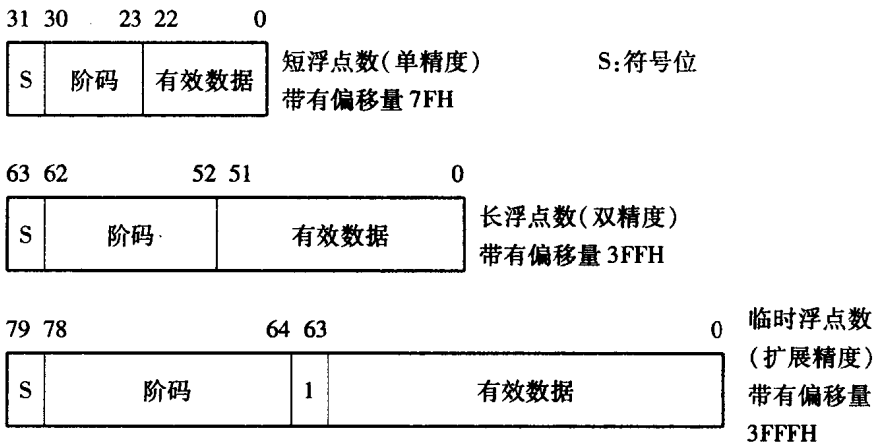 31 30 23 22 0
S 阶码 有效数据
短浮点数(单精度)
带有偏移量 7FH
S:符号位
63 62 52 51 0
S 阶码 有效数据
长浮点数(双精度)
带有偏移量 3FFH
79 78 64 63 0
S 阶码 1 有效数据
临时浮点数
(扩展精度)
带有偏移量
3FFFH